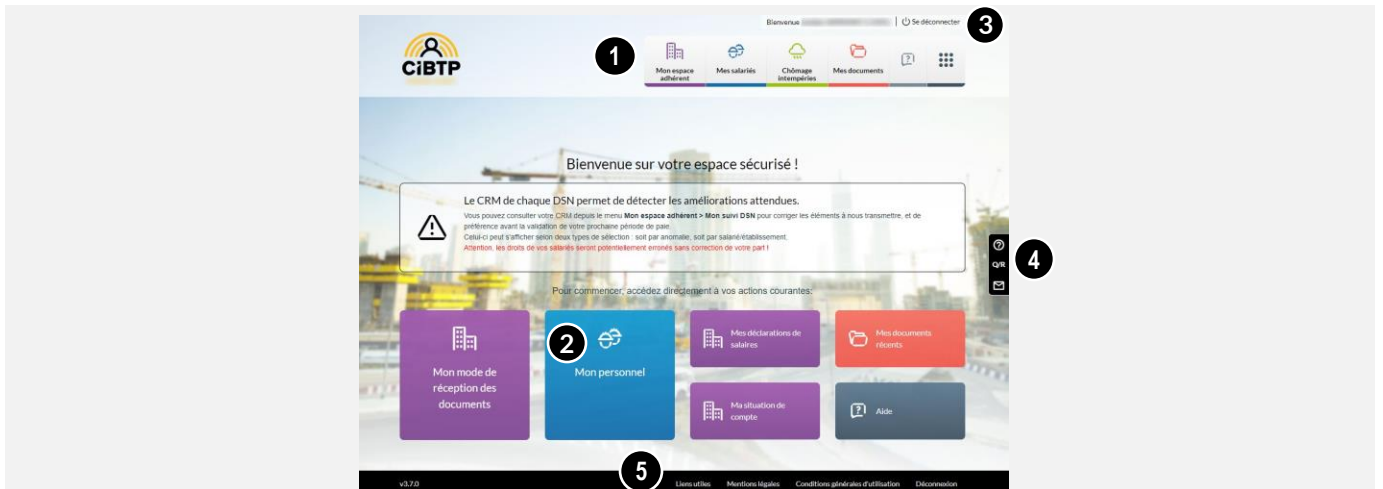 Bienvenue
Se déconnecter
3
1
CiBTP
Mon espace
adhérent
Mes salariés
Chômage
intempéries
Mes documents
?
Bienvenue sur votre espace sécurisé !
Le CRM de chaque DSN permet de détecter les améliorations attendues.
Vous pouvez consulter votre CRM depuis le menu Mon espace adhérent > Mon suivi DSN pour corriger les éléments à nous transmettre, et de
préférence avant la validation de votre prochaine période de paie.
Celui-ci peut s'afficher selon deux types de sélection : soit par anomalie, soit par salarié/établissement.
Attention, les droits de vos salariés seront potentiellement erronés sans correction de votre part !
?
Q/R
4
Pour commencer, accédez directement à vos actions courantes:
Mon mode de
réception des
documents
2
Mon personnel
Mes déclarations de
salaires
Mes documents
récents
Ma situation de
compte
?
Aide
5
v3.7.0
Liens utiles
Mentions légales
Conditions générales d'utilisation
Déconnexion